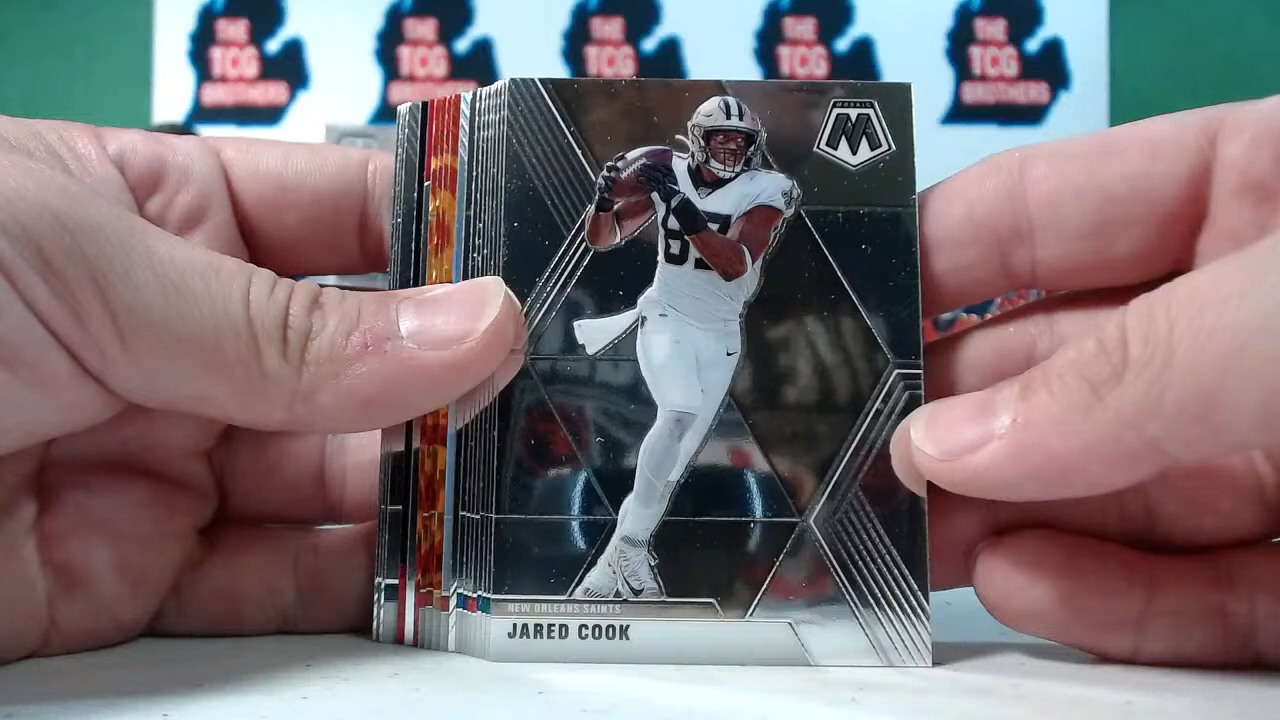 THE TCG BROTHERS
THE TCG BROTHERS
THE TCG
THE TCG
THE TCG BROTHERS
MOSAIC
M
87
NEW ORLEANS SAINTS
JARED COOK